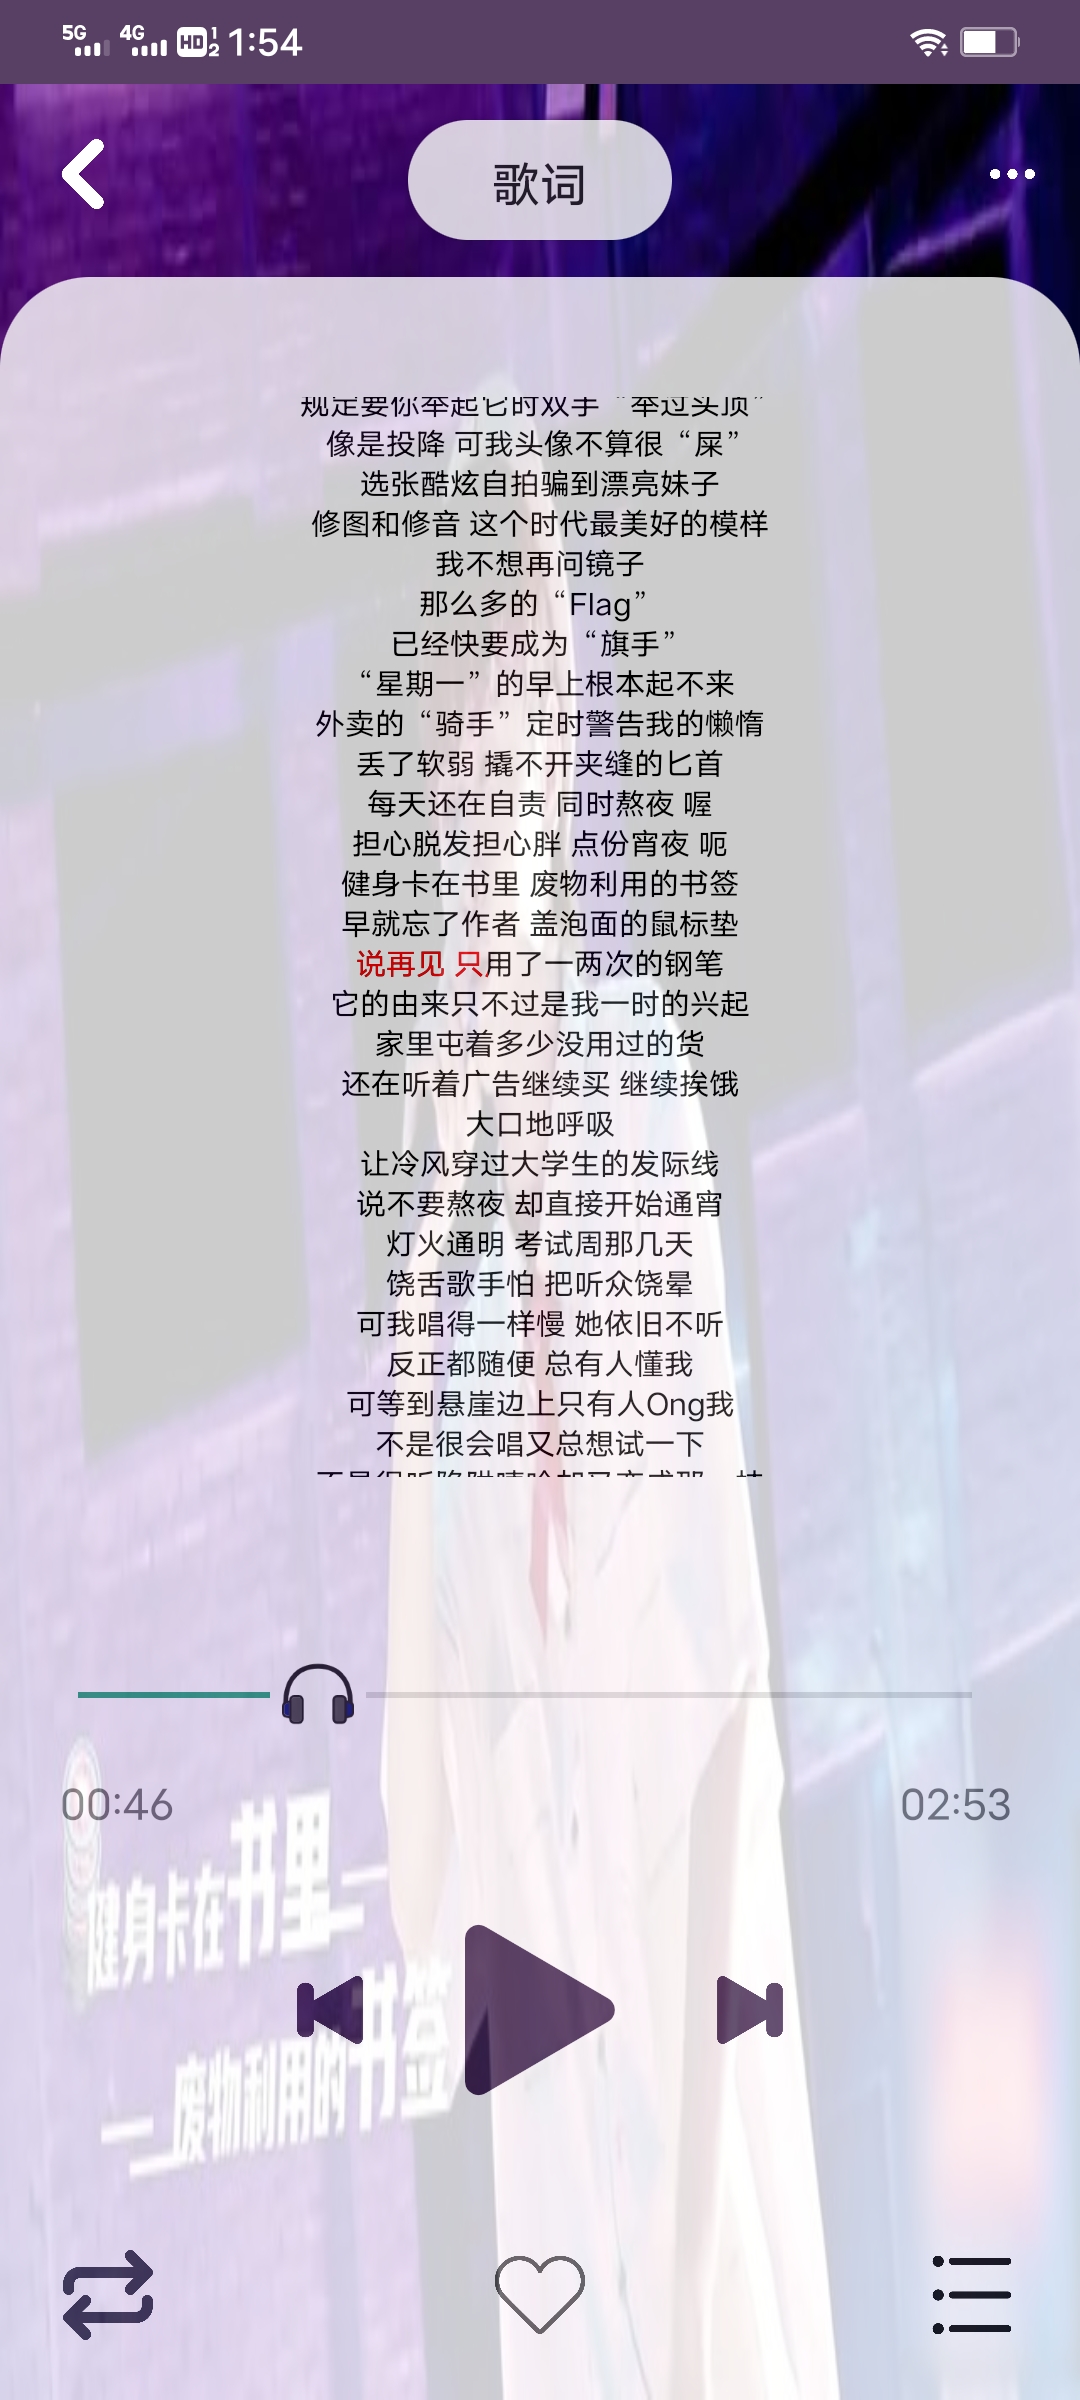 5G 4G HD 1 2 1:54
歌词
规定要你举起它时双手“举过头顶”
像是投降 可我头像不算很“屎”
选张酷炫自拍骗到漂亮妹子
修图和修音 这个时代最美好的模样
我不想再问镜子
那么多的“Flag”
已经快要成为“旗手”
“星期一”的早上根本起不来
外卖的“骑手”定时警告我的懒惰
丢了软弱 撬不开夹缝的匕首
每天还在自责 同时熬夜 喔
担心脱发担心胖 点份宵夜 呃
健身卡在书里 废物利用的书签
早就忘了作者 盖泡面的鼠标垫
说再见 只用了一两次的钢笔
它的由来只不过是我一时的兴起
家里屯着多少没用过的货
还在听着广告继续买 继续挨饿
大口地呼吸
让冷风穿过大学生的发际线
说不要熬夜 却直接开始通宵
灯火通明 考试周那几天
饶舌歌手怕 把听众饶晕
可我唱得一样慢 她依旧不听
反正都随便 总有人懂我
可等到悬崖边上只有人Ong我
不是很会唱又总想试一下
00:46
02:53
健身卡在书里
废物利用的书签